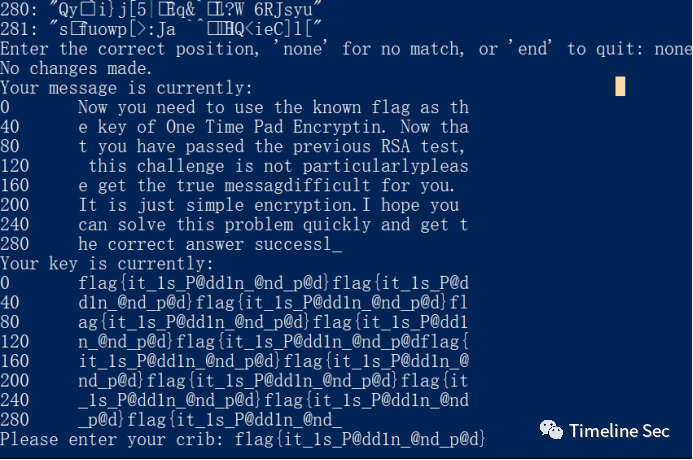 280: "Qy□`i}j[5|□Eq&`□L?W 6RJsyu"
281: "s□fuowp[>:Ja `^□□□HQ<ieC]l["
Enter the correct position, 'none' for no match, or 'end' to quit: none
No changes made.
Your message is currently:
0 Now you need to use the known flag as th
40 e key of One Time Pad Encryptin. Now tha
80 t you have passed the previous RSA test,
120 this challenge is not particularlypleas
160 e get the true messagdifficult for you.
200 It is just simple encryption.I hope you
240 can solve this problem quickly and get t
280 he correct answer successl_
Your key is currently:
0 flag{it_1s_P@dd1n_@nd_p@d}flag{it_1s_P@d
40 d1n_@nd_p@d}flag{it_1s_P@dd1n_@nd_p@d}fl
80 ag{it_1s_P@dd1n_@nd_p@d}flag{it_1s_P@dd1
120 n_@nd_p@d}flag{it_1s_P@dd1n_@nd_p@dflag{
160 it_1s_P@dd1n_@nd_p@d}flag{it_1s_P@dd1n_@
200 nd_p@d}flag{it_1s_P@dd1n_@nd_p@d}flag{it
240 _1s_P@dd1n_@nd_p@d}flag{it_1s_P@dd1n_@nd
280 _p@d}flag{it_1s_P@dd1n_@nd_
Please enter your crib: flag{it_1s_P@dd1n_@nd_p@d}
Timeline Sec